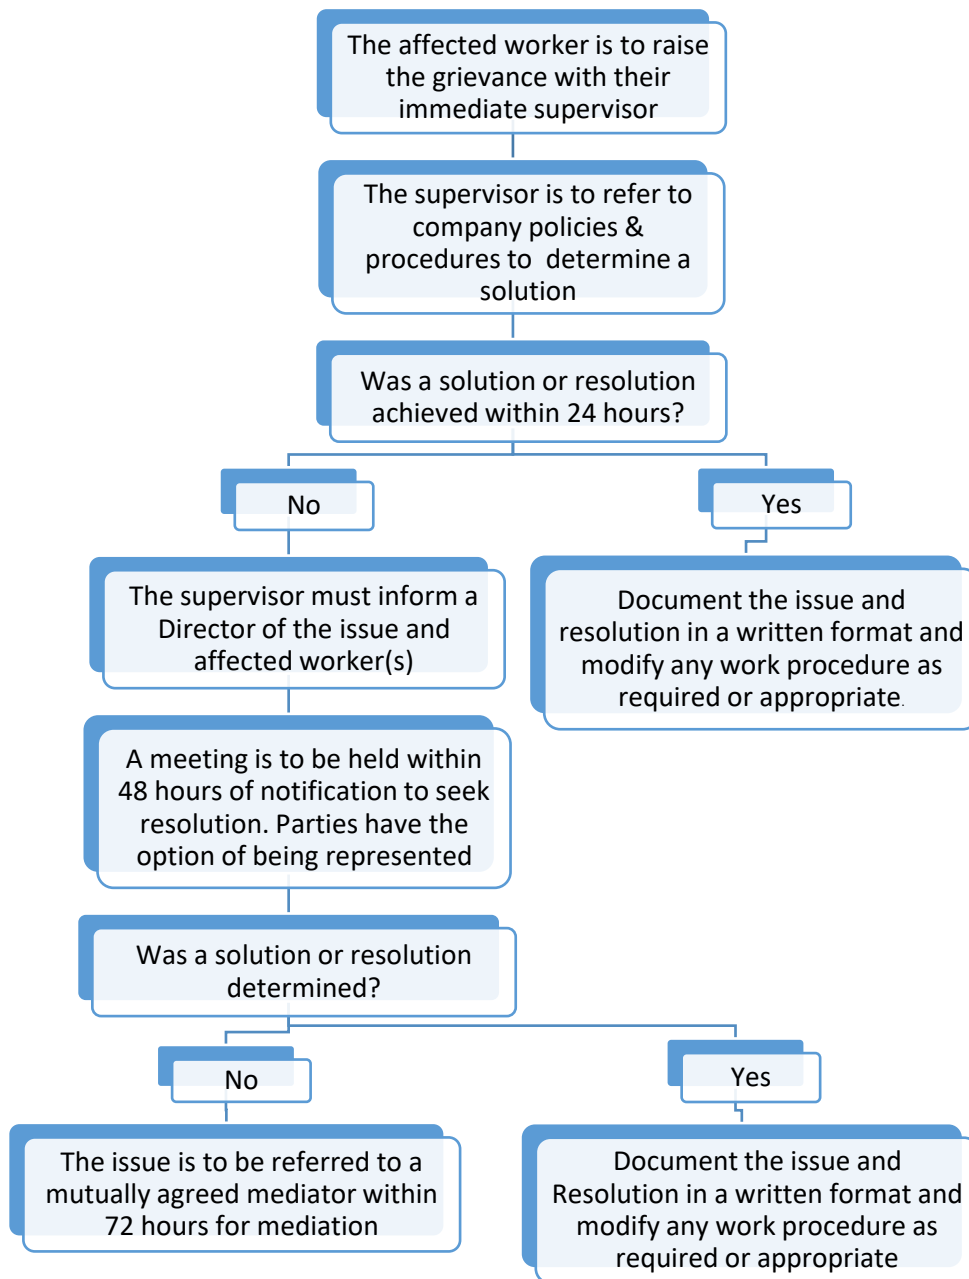 The affected worker is to raise
the grievance with their
immediate supervisor
The supervisor is to refer to
company policies &
procedures to determine a
solution
Was a solution or resolution
achieved within 24 hours?
No
Yes
The supervisor must inform a
Director of the issue and
affected worker(s)
Document the issue and
resolution in a written format and
modify any work procedure as
required or appropriate.
A meeting is to be held within
48 hours of notification to seek
resolution. Parties have the
option of being represented
Was a solution or resolution
determined?
No
Yes
The issue is to be referred to a
mutually agreed mediator within
72 hours for mediation
Document the issue and
Resolution in a written format and
modify any work procedure as
required or appropriate